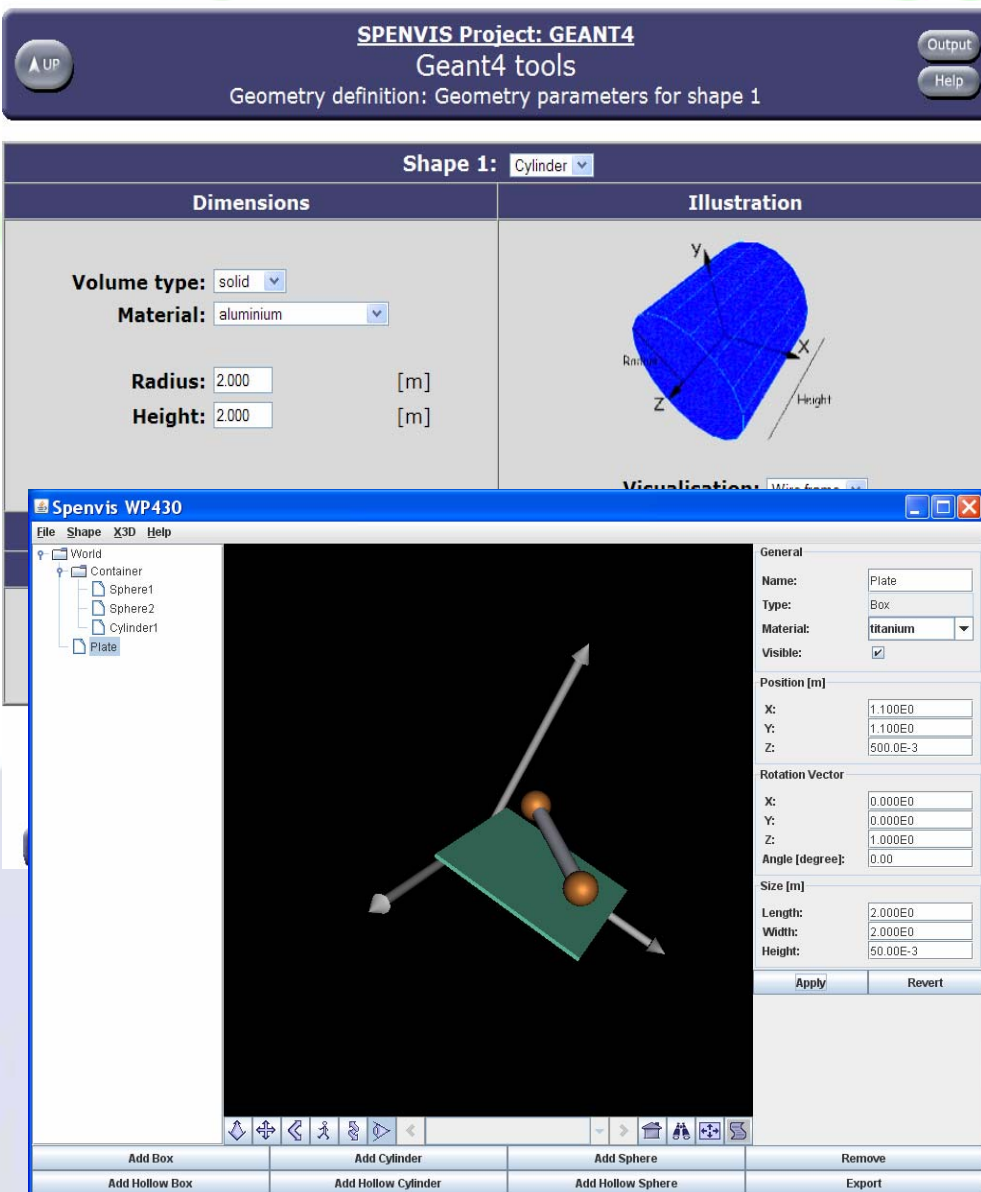 SPENVIS Project: GEANT4
UP
Geant4 tools
Output
Help
Geometry definition: Geometry parameters for shape 1
Shape 1: Cylinder
Dimensions
Illustration
Volume type: solid
Material: aluminium
Radius: 2.000 [m]
Height: 2.000 [m]
Y
X
Z
Height
Visualisation: Wire frame
Spenvis WP430
File Shape X3D Help
World
Container
Sphere1
Sphere2
Cylinder1
Plate
General
Name: Plate
Type: Box
Material: titanium
Visible:
Position [m]
X: 1.100E0
Y: 1.100E0
Z: 500.0E-3
Rotation Vector
X: 0.000E0
Y: 0.000E0
Z: 1.000E0
Angle [degree]: 0.00
Size [m]
Length: 2.000E0
Width: 2.000E0
Height: 50.00E-3
Apply Revert
Add Box Add Cylinder Add Sphere Remove
Add Hollow Box Add Hollow Cylinder Add Hollow Sphere Export